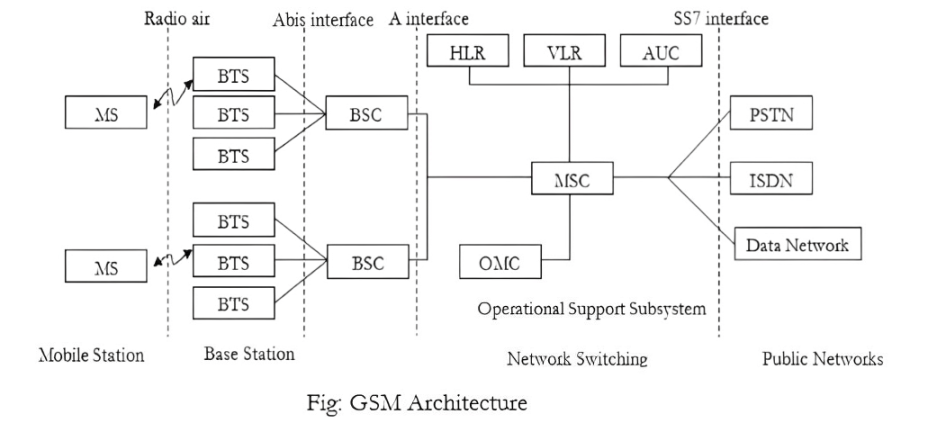 Radio air Abis interface A interface SS7 interface
HLR VLR AUC
BTS
MS BTS BSC PSTN
BTS
MSC ISDN
BTS
MS BTS BSC OMC Data Network
BTS
Operational Support Subsystem
Mobile Station Base Station Network Switching Public Networks
Fig: GSM Architecture